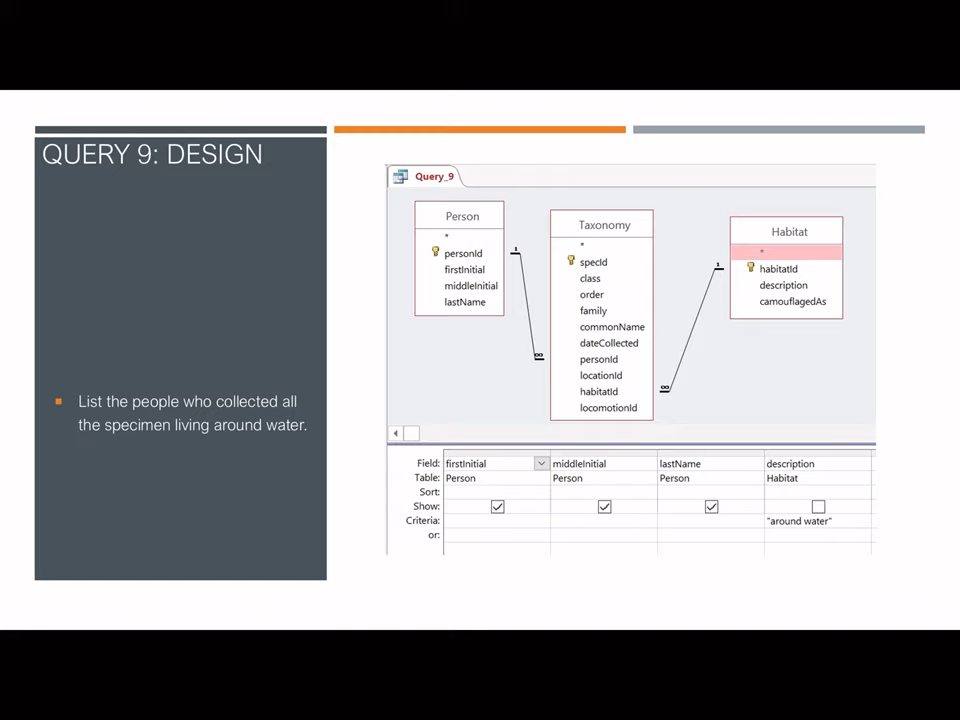 QUERY 9: DESIGN
List the people who collected all
the specimen living around water.
Query_9
Person
*
personId
firstInitial
middleInitial
lastName
1
∞
Taxonomy
*
specId
class
order
family
commonName
dateCollected
personId
locationId
habitatId
locomotionId
1
∞
Habitat
*
habitatId
description
camouflagedAs
Field: firstInitial middleInitial lastName description
Table: Person Person Person Habitat
Sort:
Show:
Criteria: "around water"
or: